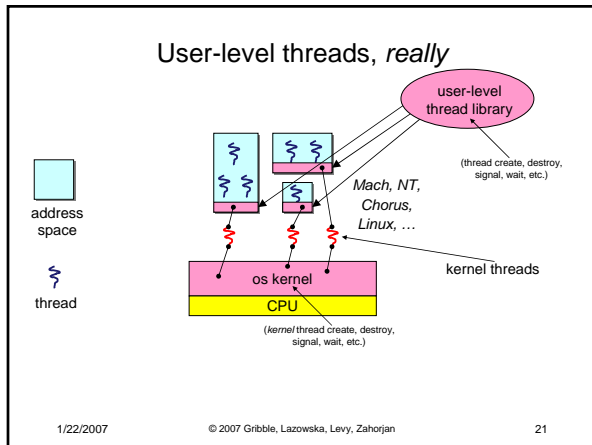 User-level threads, really
user-level
thread library
(thread create, destroy,
signal, wait, etc.)
Mach, NT,
Chorus,
Linux, …
address
space
thread
kernel threads
os kernel
CPU
(kernel thread create, destroy,
signal, wait, etc.)
1/22/2007
© 2007 Gribble, Lazowska, Levy, Zahorjan
21